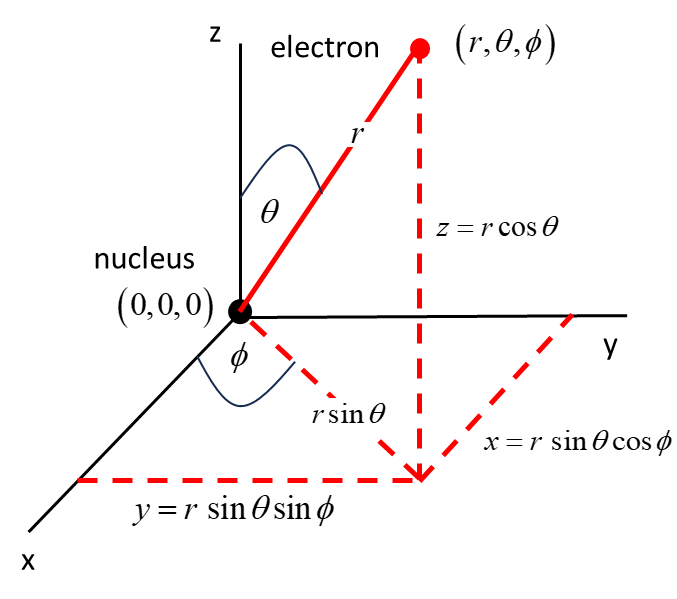 z
electron
(r, θ, ϕ)
r
θ
z = r cos θ
nucleus
(0, 0, 0)
y
ϕ
r sin θ
x = r sin θ cos ϕ
y = r sin θ sin ϕ
x